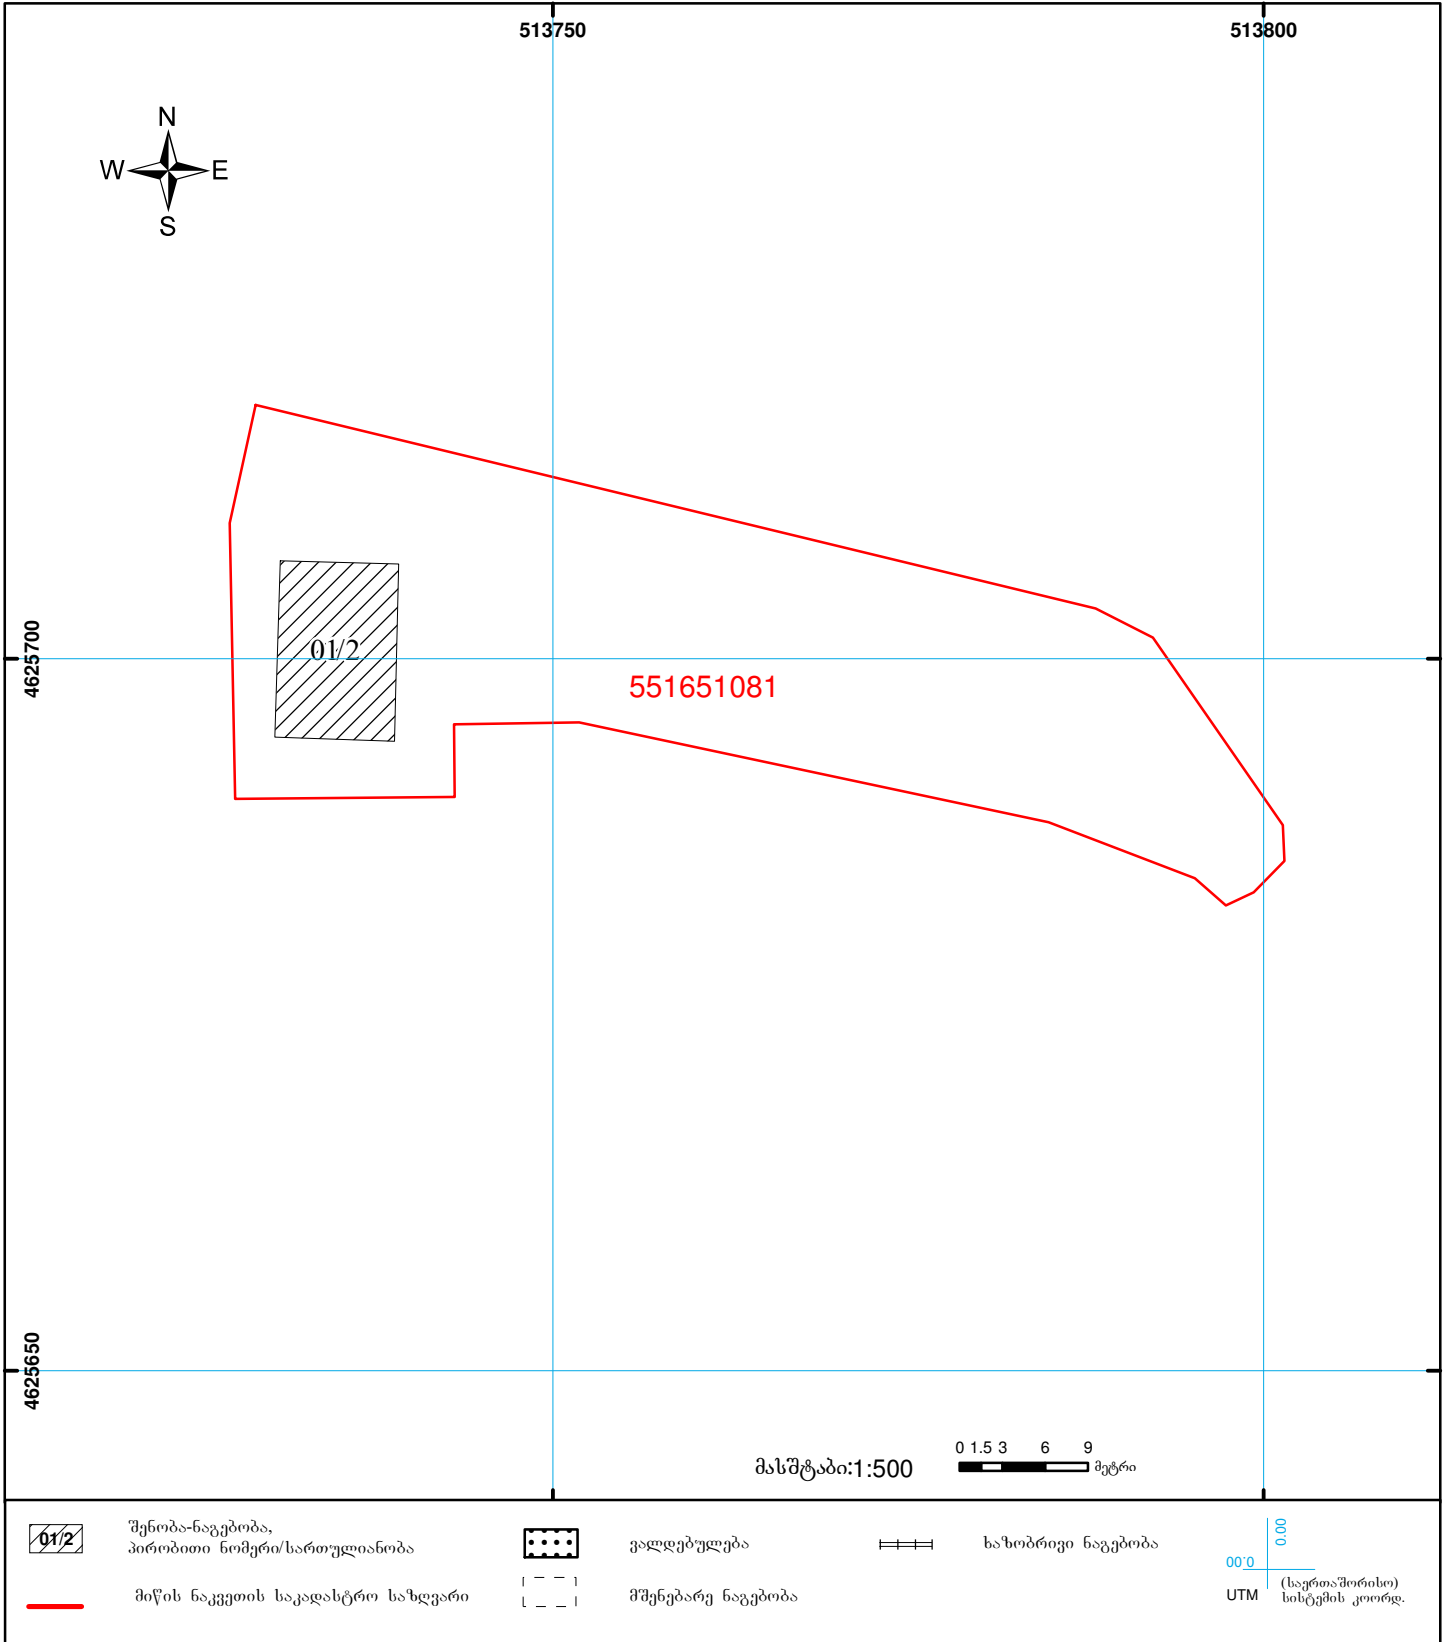 513750
513800
N
W
E
S
4625700
01/2
551651081
4625650
მასშტაბი:1:500
0 1.5 3 6 9
მეტრი
01/2
შენობა-ნაგებობა,
პირობითი ნომერი/სართულიანობა
ვალდებულება
ხაზობრივი ნაგებობა
0.00
0.00
მიწის ნაკვეთის საკადასტრო საზღვარი
მშენებარე ნაგებობა
UTM
(საერთაშორისო)
სისტემის კოორდ.